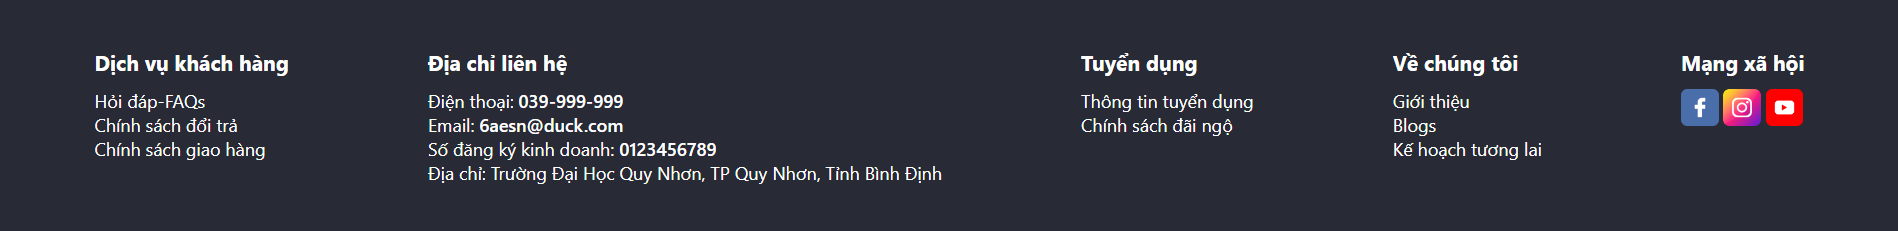 Dịch vụ khách hàng
Hỏi đáp-FAQs
Chính sách đổi trả
Chính sách giao hàng
Địa chỉ liên hệ
Điện thoại: 039-999-999
Email: 6aesn@duck.com
Số đăng ký kinh doanh: 0123456789
Địa chỉ: Trường Đại Học Quy Nhơn, TP Quy Nhơn, Tỉnh Bình Định
Tuyển dụng
Thông tin tuyển dụng
Chính sách đãi ngộ
Về chúng tôi
Giới thiệu
Blogs
Kế hoạch tương lai
Mạng xã hội